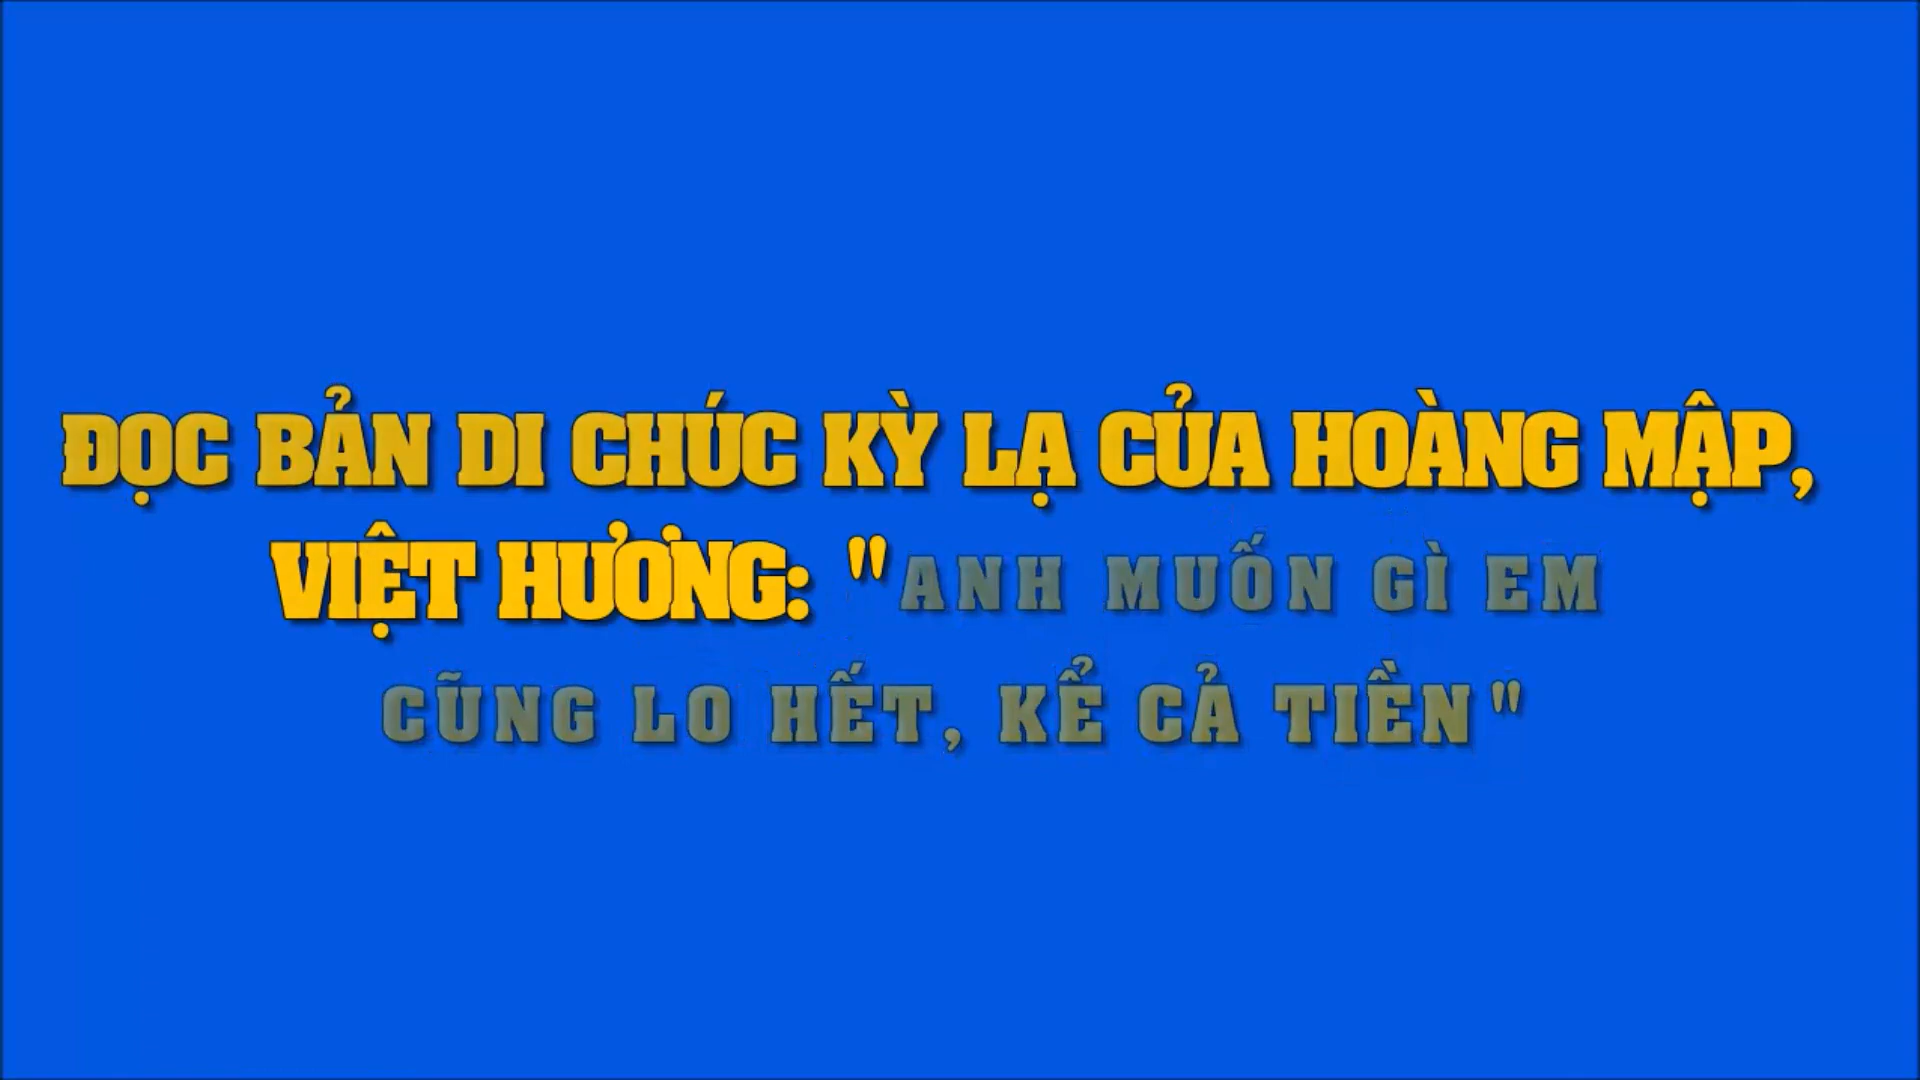 ĐỌC BẢN DI CHÚC KỲ LẠ CỦA HOÀNG MẬP,
VIỆT HƯƠNG: "ANH MUỐN GÌ EM
CŨNG LO HẾT, KỂ CẢ TIỀN"